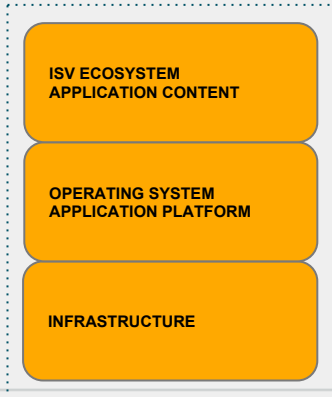 ISV ECOSYSTEM
APPLICATION CONTENT
OPERATING SYSTEM
APPLICATION PLATFORM
INFRASTRUCTURE